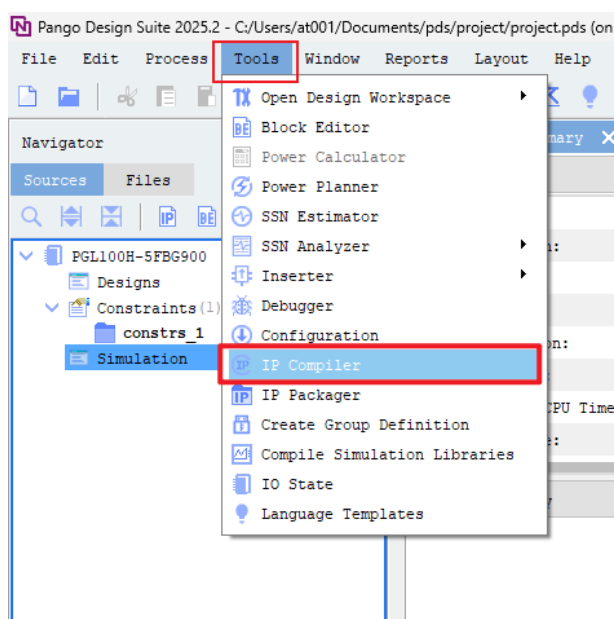 Pango Design Suite 2025.2 - C:/Users/at001/Documents/pds/project/project.pds (on
File Edit Process Tools Window Reports Layout Help
Open Design Workspace
Block Editor
Power Calculator
Power Planner
SSN Estimator
SSN Analyzer
Inserter
Debugger
Configuration
IP Compiler
IP Packager
Create Group Definition
Compile Simulation Libraries
IO State
Language Templates
Navigator
Sources Files
PGL100H-5FBG900
Designs
Constraints(1)
constrs_1
Simulation
mary
n:
on:
CPU Time
e: